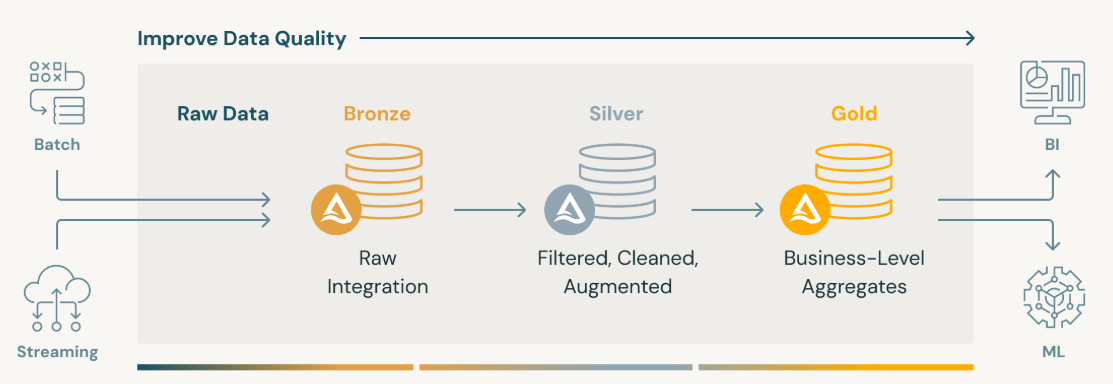 Improve Data Quality
Batch
Raw Data
Bronze
Silver
Gold
BI
Raw
Integration
Filtered, Cleaned,
Augmented
Business-Level
Aggregates
Streaming
ML